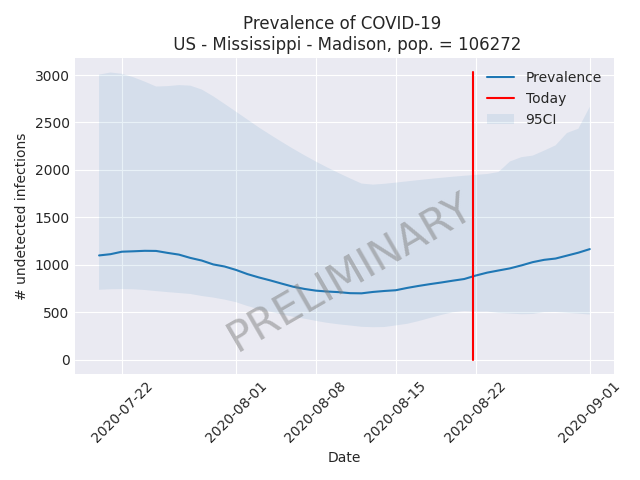 Prevalence of COVID-19
US - Mississippi - Madison, pop. = 106272
# undetected infections
3000
2500
2000
1500
1000
500
0
Prevalence
Today
95CI
PRELIMINARY
2020-07-22
2020-08-01
2020-08-08
2020-08-15
2020-08-22
2020-09-01
Date